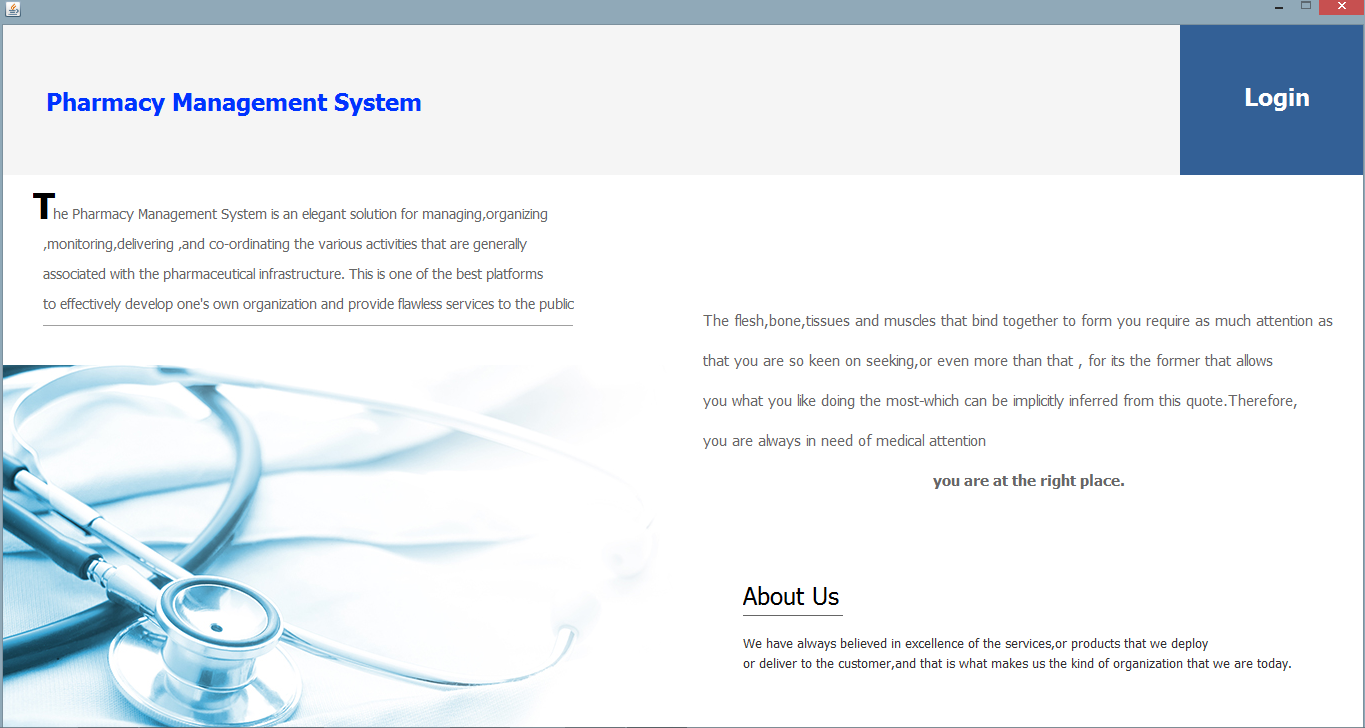 Pharmacy Management System
Login
The Pharmacy Management System is an elegant solution for managing,organizing
,monitoring,delivering ,and co-ordinating the various activities that are generally
associated with the pharmaceutical infrastructure. This is one of the best platforms
to effectively develop one's own organization and provide flawless services to the public
The flesh,bone,tissues and muscles that bind together to form you require as much attention as
that you are so keen on seeking,or even more than that , for its the former that allows
you what you like doing the most-which can be implicitly inferred from this quote.Therefore,
you are always in need of medical attention
you are at the right place.
About Us
We have always believed in excellence of the services,or products that we deploy
or deliver to the customer,and that is what makes us the kind of organization that we are today.